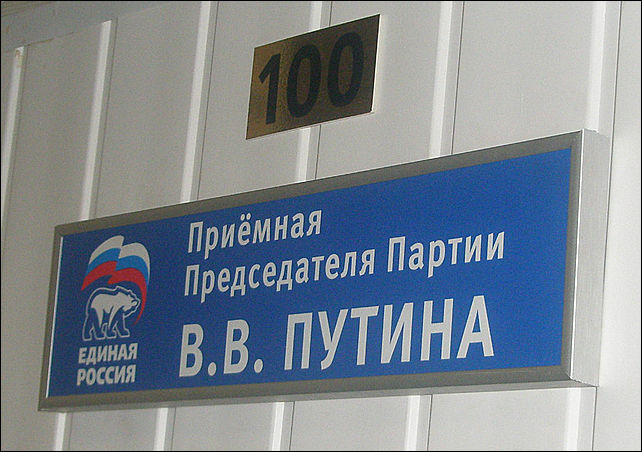 100
Приёмная
Председателя Партии
В.В. ПУТИНА
ЕДИНАЯ
РОССИЯ